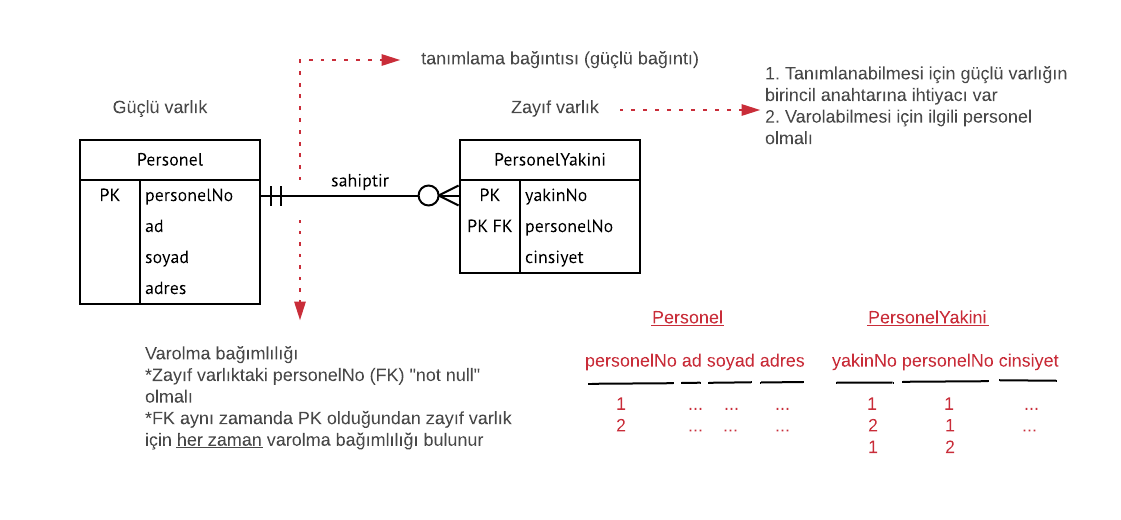 tanımlama bağıntısı (güçlü bağıntı)
1. Tanımlanabilmesi için güçlü varlığın
birincil anahtarına ihtiyacı var
2. Varolabilmesi için ilgili personel
olmalı
Güçlü varlık
Zayıf varlık
Personel
PK personelNo
ad
soyad
adres
sahiptir
PersonelYakini
PK yakinNo
PK FK personelNo
cinsiyet
Varolma bağımlılığı
*Zayıf varlıktaki personelNo (FK) "not null"
olmalı
*FK aynı zamanda PK olduğundan zayıf varlık
için her zaman varolma bağımlılığı bulunur
Personel
personelNo ad soyad adres
1 ... ... ...
2 ... ... ...
PersonelYakini
yakinNo personelNo cinsiyet
1 1 ...
2 1 ...
1 2